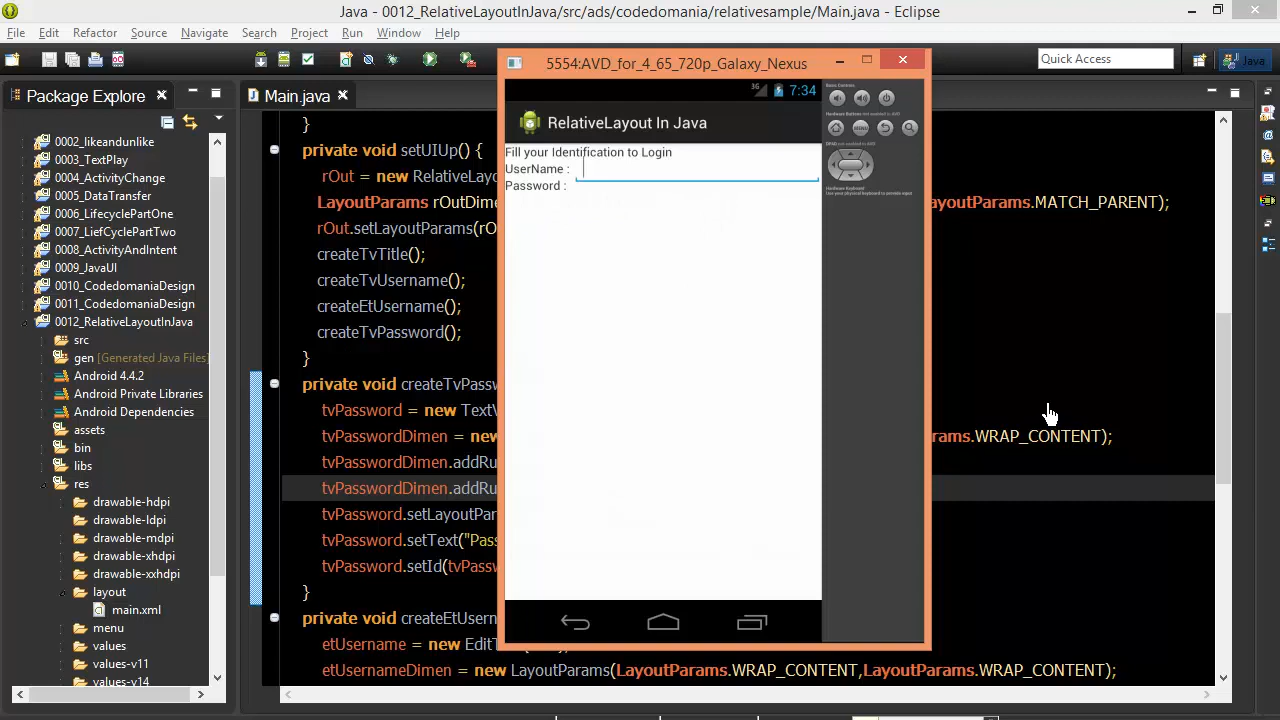 Java - 0012_RelativeLayoutInJava/src/ads/codedomania/relativesample/Main.java - Eclipse
File Edit Refactor Source Navigate Search Project Run Window Help
Quick Access
Java
Package Explore
Main.java
0002_likeandunlike
0003_TextPlay
0004_ActivityChange
0005_DataTransfer
0006_LifecyclePartOne
0007_LiefCyclePartTwo
0008_ActivityAndIntent
0009_JavaUI
0010_CodedomaniaDesign
0011_CodedomaniaDesign
0012_RelativeLayoutInJava
src
gen [Generated Java Files]
Android 4.4.2
Android Private Libraries
Android Dependencies
assets
bin
libs
res
drawable-hdpi
drawable-ldpi
drawable-mdpi
drawable-xhdpi
drawable-xxhdpi
layout
main.xml
menu
values
values-v11
values-v14
}
private void setUIUp() {
rOut = new RelativeLayo
LayoutParams rOutDime
ayoutParams.MATCH_PARENT);
rOut.setLayoutParams(rO
createTvTitle();
createTvUsername();
createEtUsername();
createTvPassword();
}
private void createTvPassw
tvPassword = new TextV
tvPasswordDimen = new
rams.WRAP_CONTENT);
tvPasswordDimen.addRu
tvPasswordDimen.addRu
tvPassword.setLayoutPar
tvPassword.setText("Pass
tvPassword.setId(tvPassw
}
private void createEtUsern
etUsername = new EditT
etUsernameDimen = new LayoutParams(LayoutParams.WRAP_CONTENT,LayoutParams.WRAP_CONTENT);
5554:AVD_for_4_65_720p_Galaxy_Nexus
3G 7:34
RelativeLayout In Java
Fill your Identification to Login
UserName :
Password :
Basic Controls
MENU